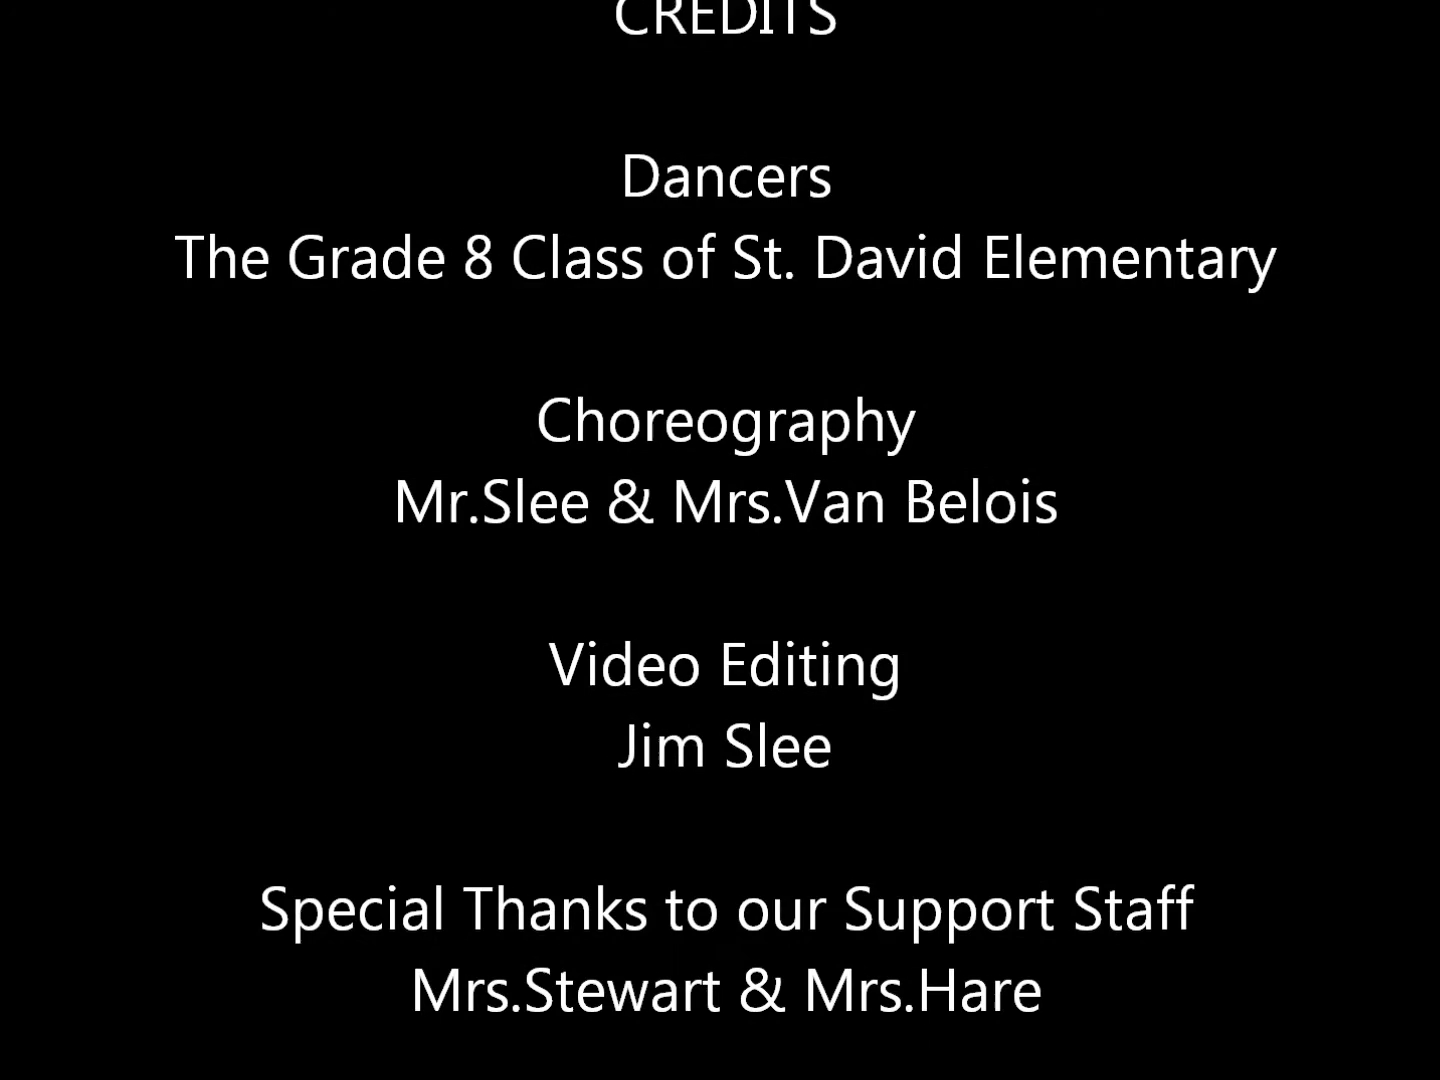 CREDITS
Dancers
The Grade 8 Class of St. David Elementary
Choreography
Mr.Slee & Mrs.Van Belois
Video Editing
Jim Slee
Special Thanks to our Support Staff
Mrs.Stewart & Mrs.Hare